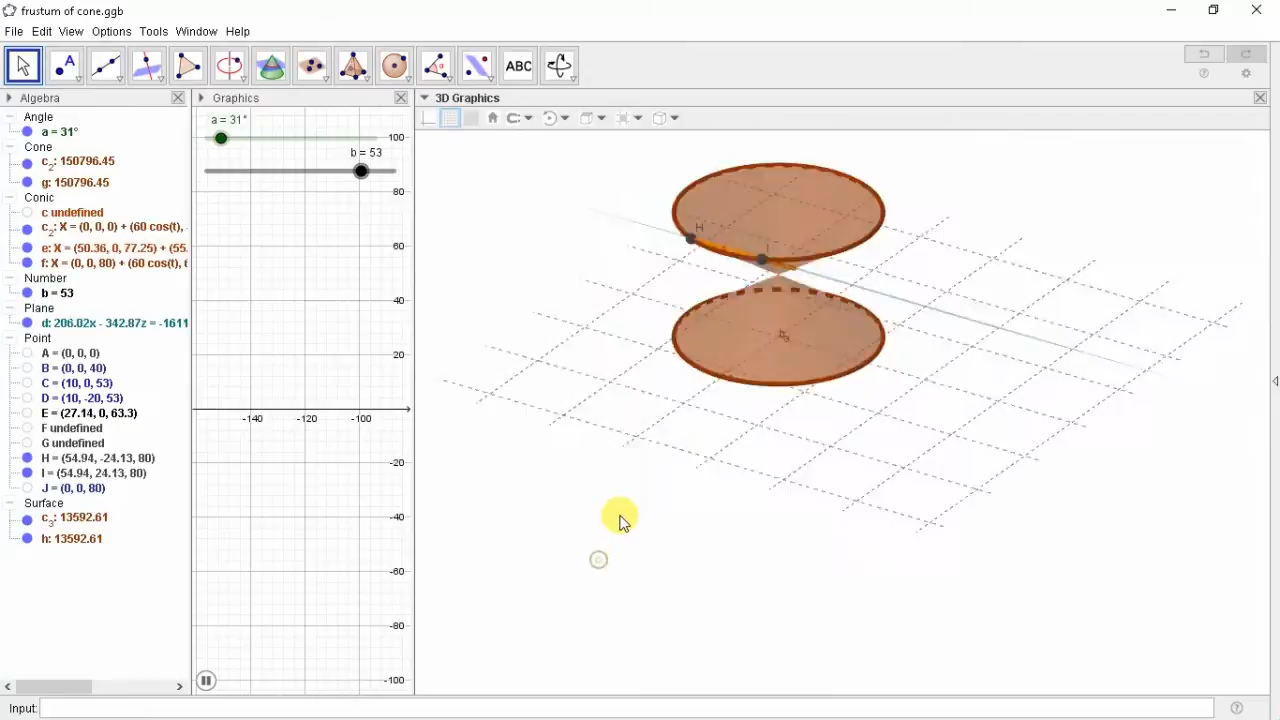 frustum of cone.ggb
File Edit View Options Tools Window Help
ABC
Algebra
Graphics
3D Graphics
Angle
a = 31°
Cone
c₂: 150796.45
g: 150796.45
Conic
c undefined
c₂: X = (0, 0, 0) + (60 cos(t),
e: X = (50.36, 0, 77.25) + (55.
f: X = (0, 0, 80) + (60 cos(t), 6
Number
b = 53
Plane
d: 206.02x - 342.87z = -1611
Point
A = (0, 0, 0)
B = (0, 0, 40)
C = (10, 0, 53)
D = (10, -20, 53)
E = (27.14, 0, 63.3)
F undefined
G undefined
H = (54.94, -24.13, 80)
I = (54.94, 24.13, 80)
J = (0, 0, 80)
Surface
c₃: 13592.61
h: 13592.61
a = 31°
b = 53
100
80
60
40
20
-140 -120 -100
-20
-40
-60
-80
-100
H
I
Input: